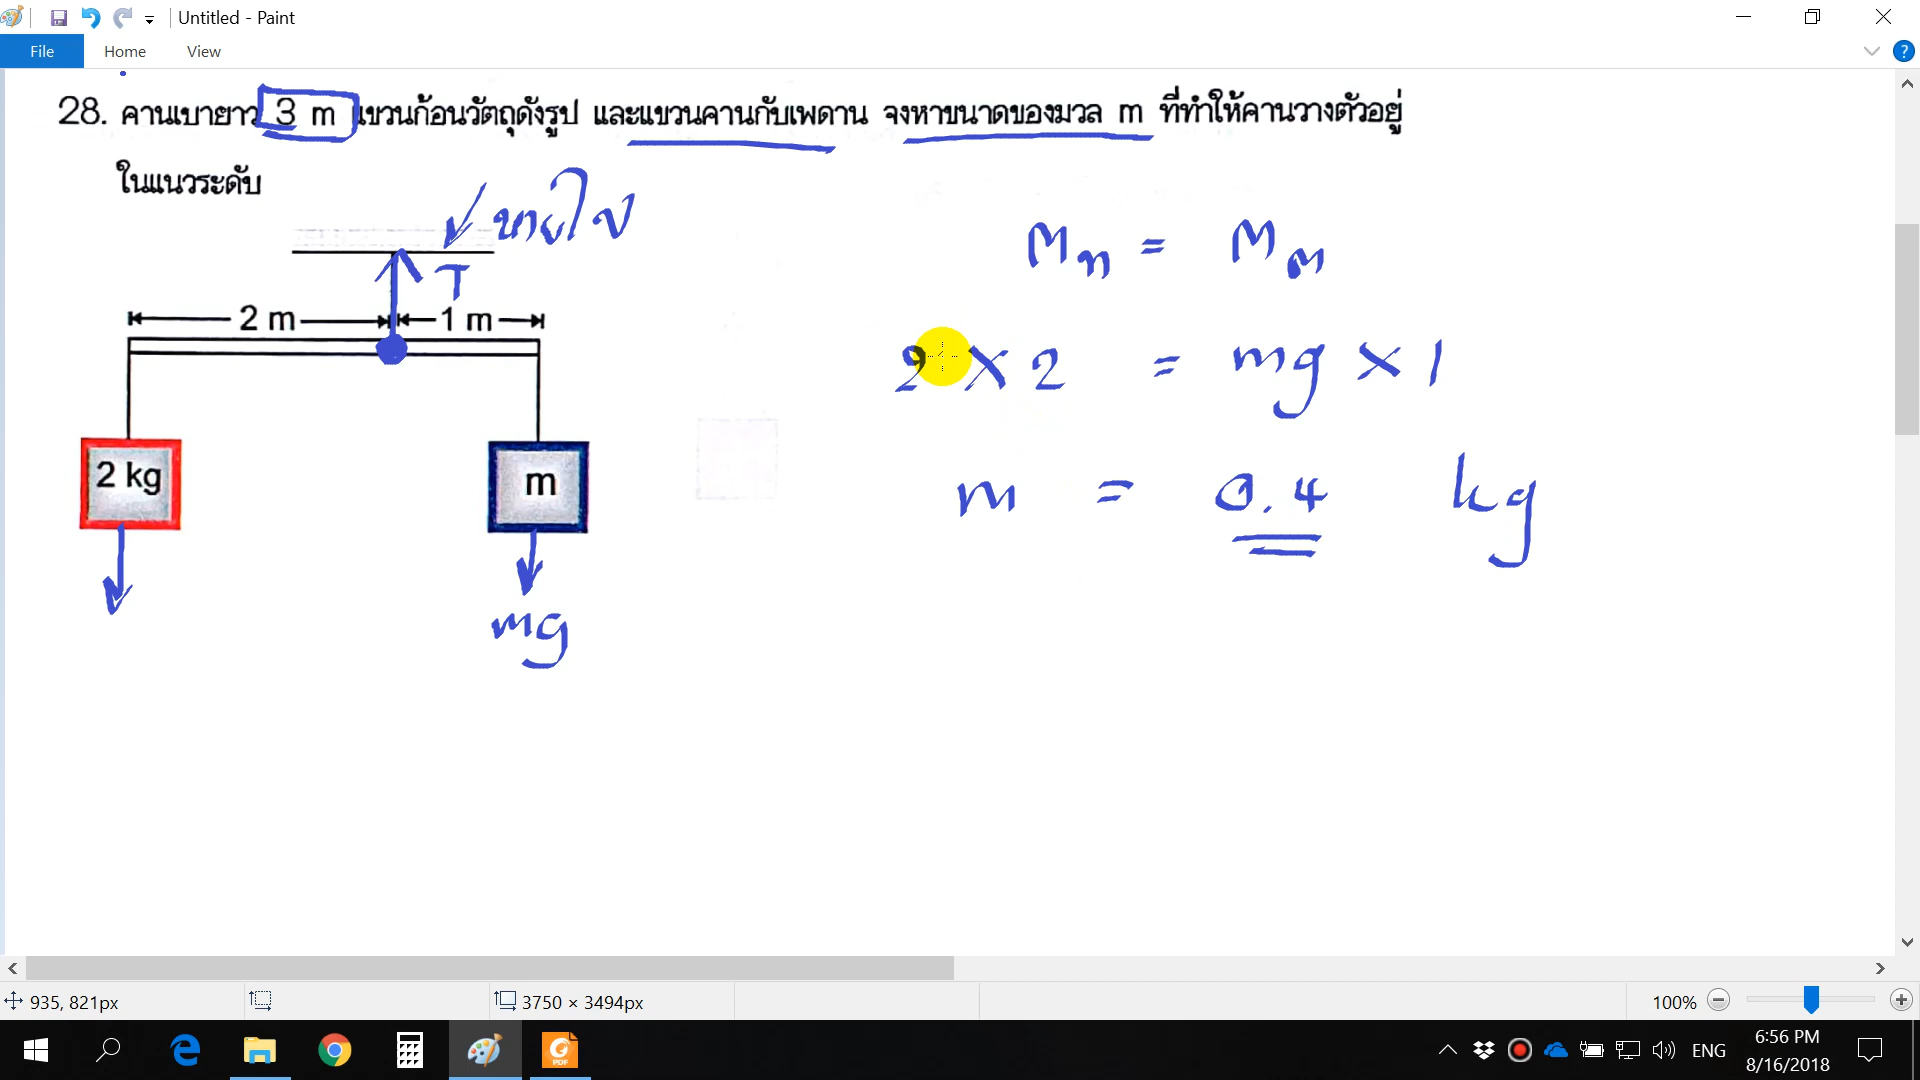 Untitled - Paint
File Home View
28. คานเบายาว 3 m แขวนก้อนวัตถุดังรูป และแขวนคานกับเพดาน จงหาขนาดของมวล m ที่ทำให้คานวางตัวอยู่
ในแนวระดับ
T
2 m 1 m
2 kg
m
mg
M ท = M ต
2 × 2 = mg × 1
m = 0.4 kg
935, 821px
3750 × 3494px
100%
PDF
ENG
6:56 PM
8/16/2018